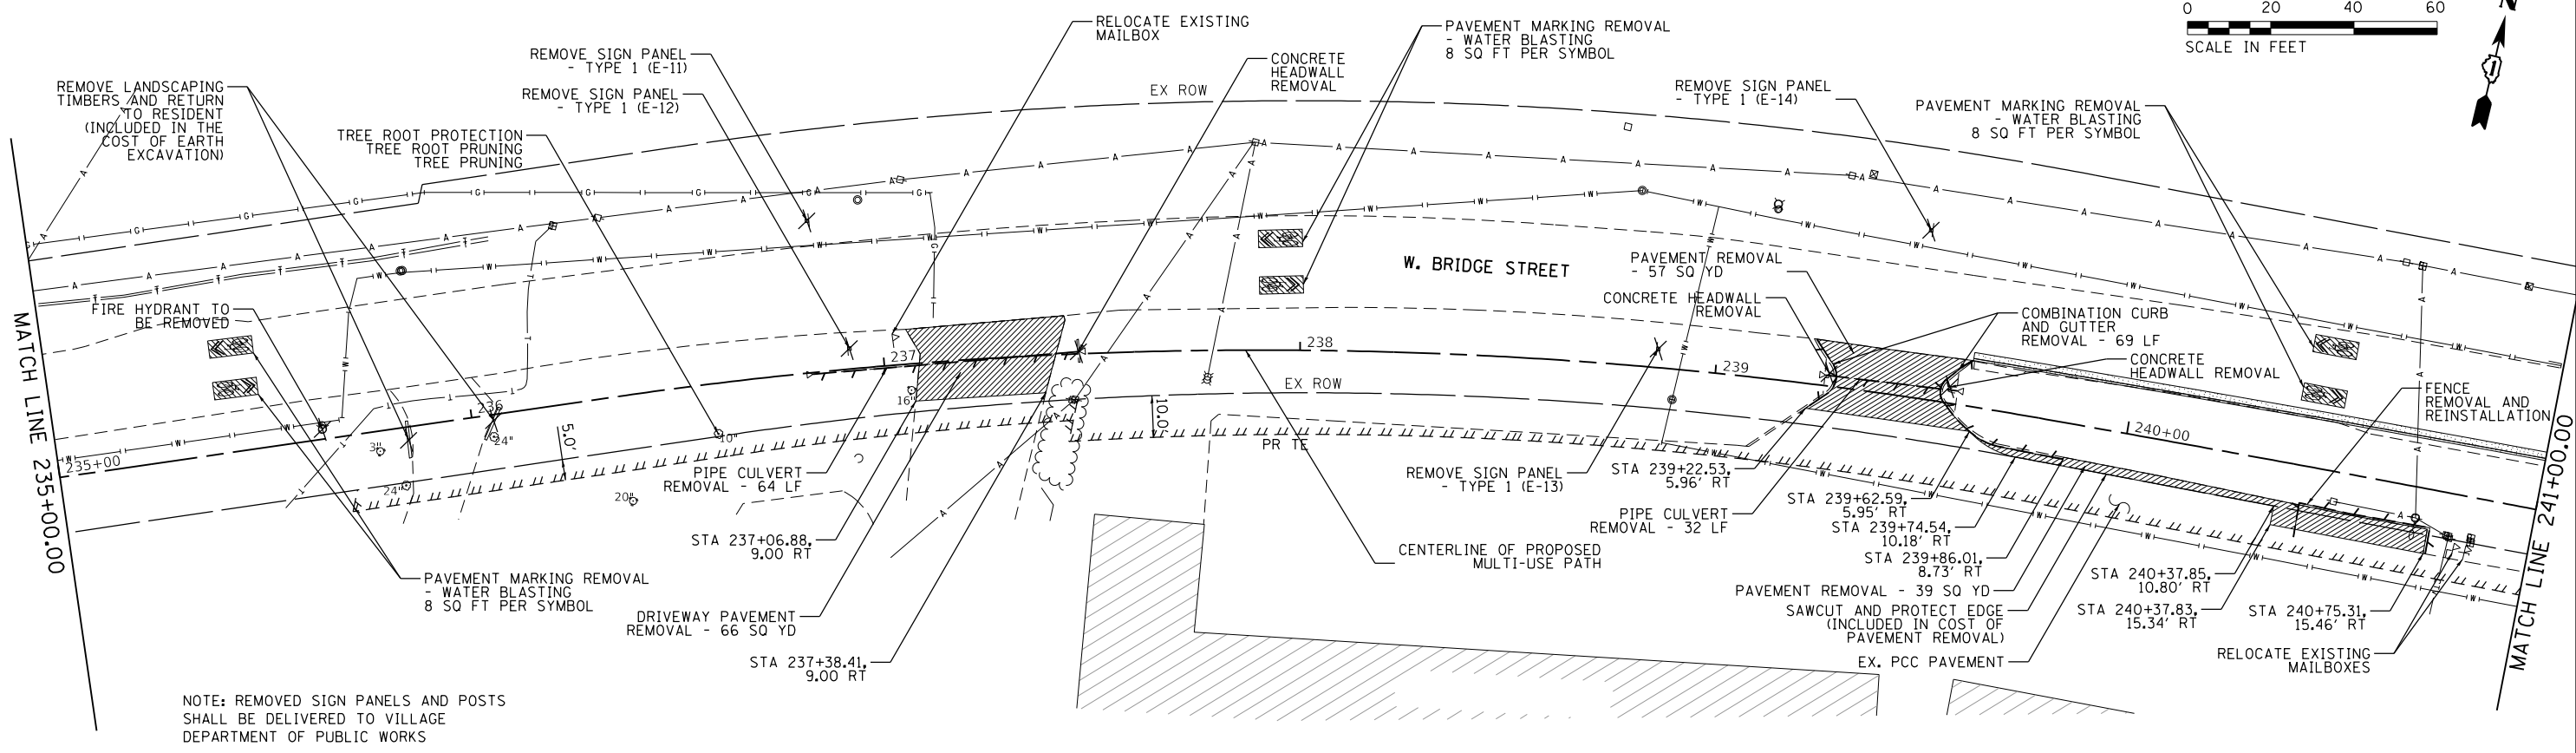 0 20 40 60
SCALE IN FEET
N
RELOCATE EXISTING
MAILBOX
PAVEMENT MARKING REMOVAL
- WATER BLASTING
8 SQ FT PER SYMBOL
REMOVE SIGN PANEL
- TYPE 1 (E-11)
CONCRETE
HEADWALL
REMOVAL
REMOVE LANDSCAPING
TIMBERS AND RETURN
TO RESIDENT
(INCLUDED IN THE
COST OF EARTH
EXCAVATION)
REMOVE SIGN PANEL
- TYPE 1 (E-12)
EX ROW
REMOVE SIGN PANEL
- TYPE 1 (E-14)
PAVEMENT MARKING REMOVAL
- WATER BLASTING
8 SQ FT PER SYMBOL
TREE ROOT PROTECTION
TREE ROOT PRUNING
TREE PRUNING
W. BRIDGE STREET
PAVEMENT REMOVAL
- 57 SQ YD
CONCRETE HEADWALL
REMOVAL
FIRE HYDRANT TO
BE REMOVED
COMBINATION CURB
AND GUTTER
REMOVAL - 69 LF
CONCRETE
HEADWALL REMOVAL
FENCE
REMOVAL AND
REINSTALLATION
MATCH LINE 235+00.00
235+00
236
237
238
239
240+00
EX ROW
3"
24"
24"
16"
10"
20"
5.0'
10.0'
PR TE
PIPE CULVERT
REMOVAL - 64 LF
REMOVE SIGN PANEL
- TYPE 1 (E-13)
STA 239+22.53,
5.96' RT
STA 239+62.59,
5.95' RT
PIPE CULVERT
REMOVAL - 32 LF
STA 239+74.54,
10.18' RT
STA 237+06.88,
9.00 RT
CENTERLINE OF PROPOSED
MULTI-USE PATH
STA 239+86.01,
8.73' RT
STA 240+37.85,
10.80' RT
PAVEMENT MARKING REMOVAL
- WATER BLASTING
8 SQ FT PER SYMBOL
PAVEMENT REMOVAL - 39 SQ YD
DRIVEWAY PAVEMENT
REMOVAL - 66 SQ YD
SAWCUT AND PROTECT EDGE
(INCLUDED IN COST OF
PAVEMENT REMOVAL)
STA 240+37.83,
15.34' RT
STA 240+75.31,
15.46' RT
STA 237+38.41,
9.00 RT
EX. PCC PAVEMENT
RELOCATE EXISTING
MAILBOXES
MATCH LINE 241+00.00
NOTE: REMOVED SIGN PANELS AND POSTS
SHALL BE DELIVERED TO VILLAGE
DEPARTMENT OF PUBLIC WORKS